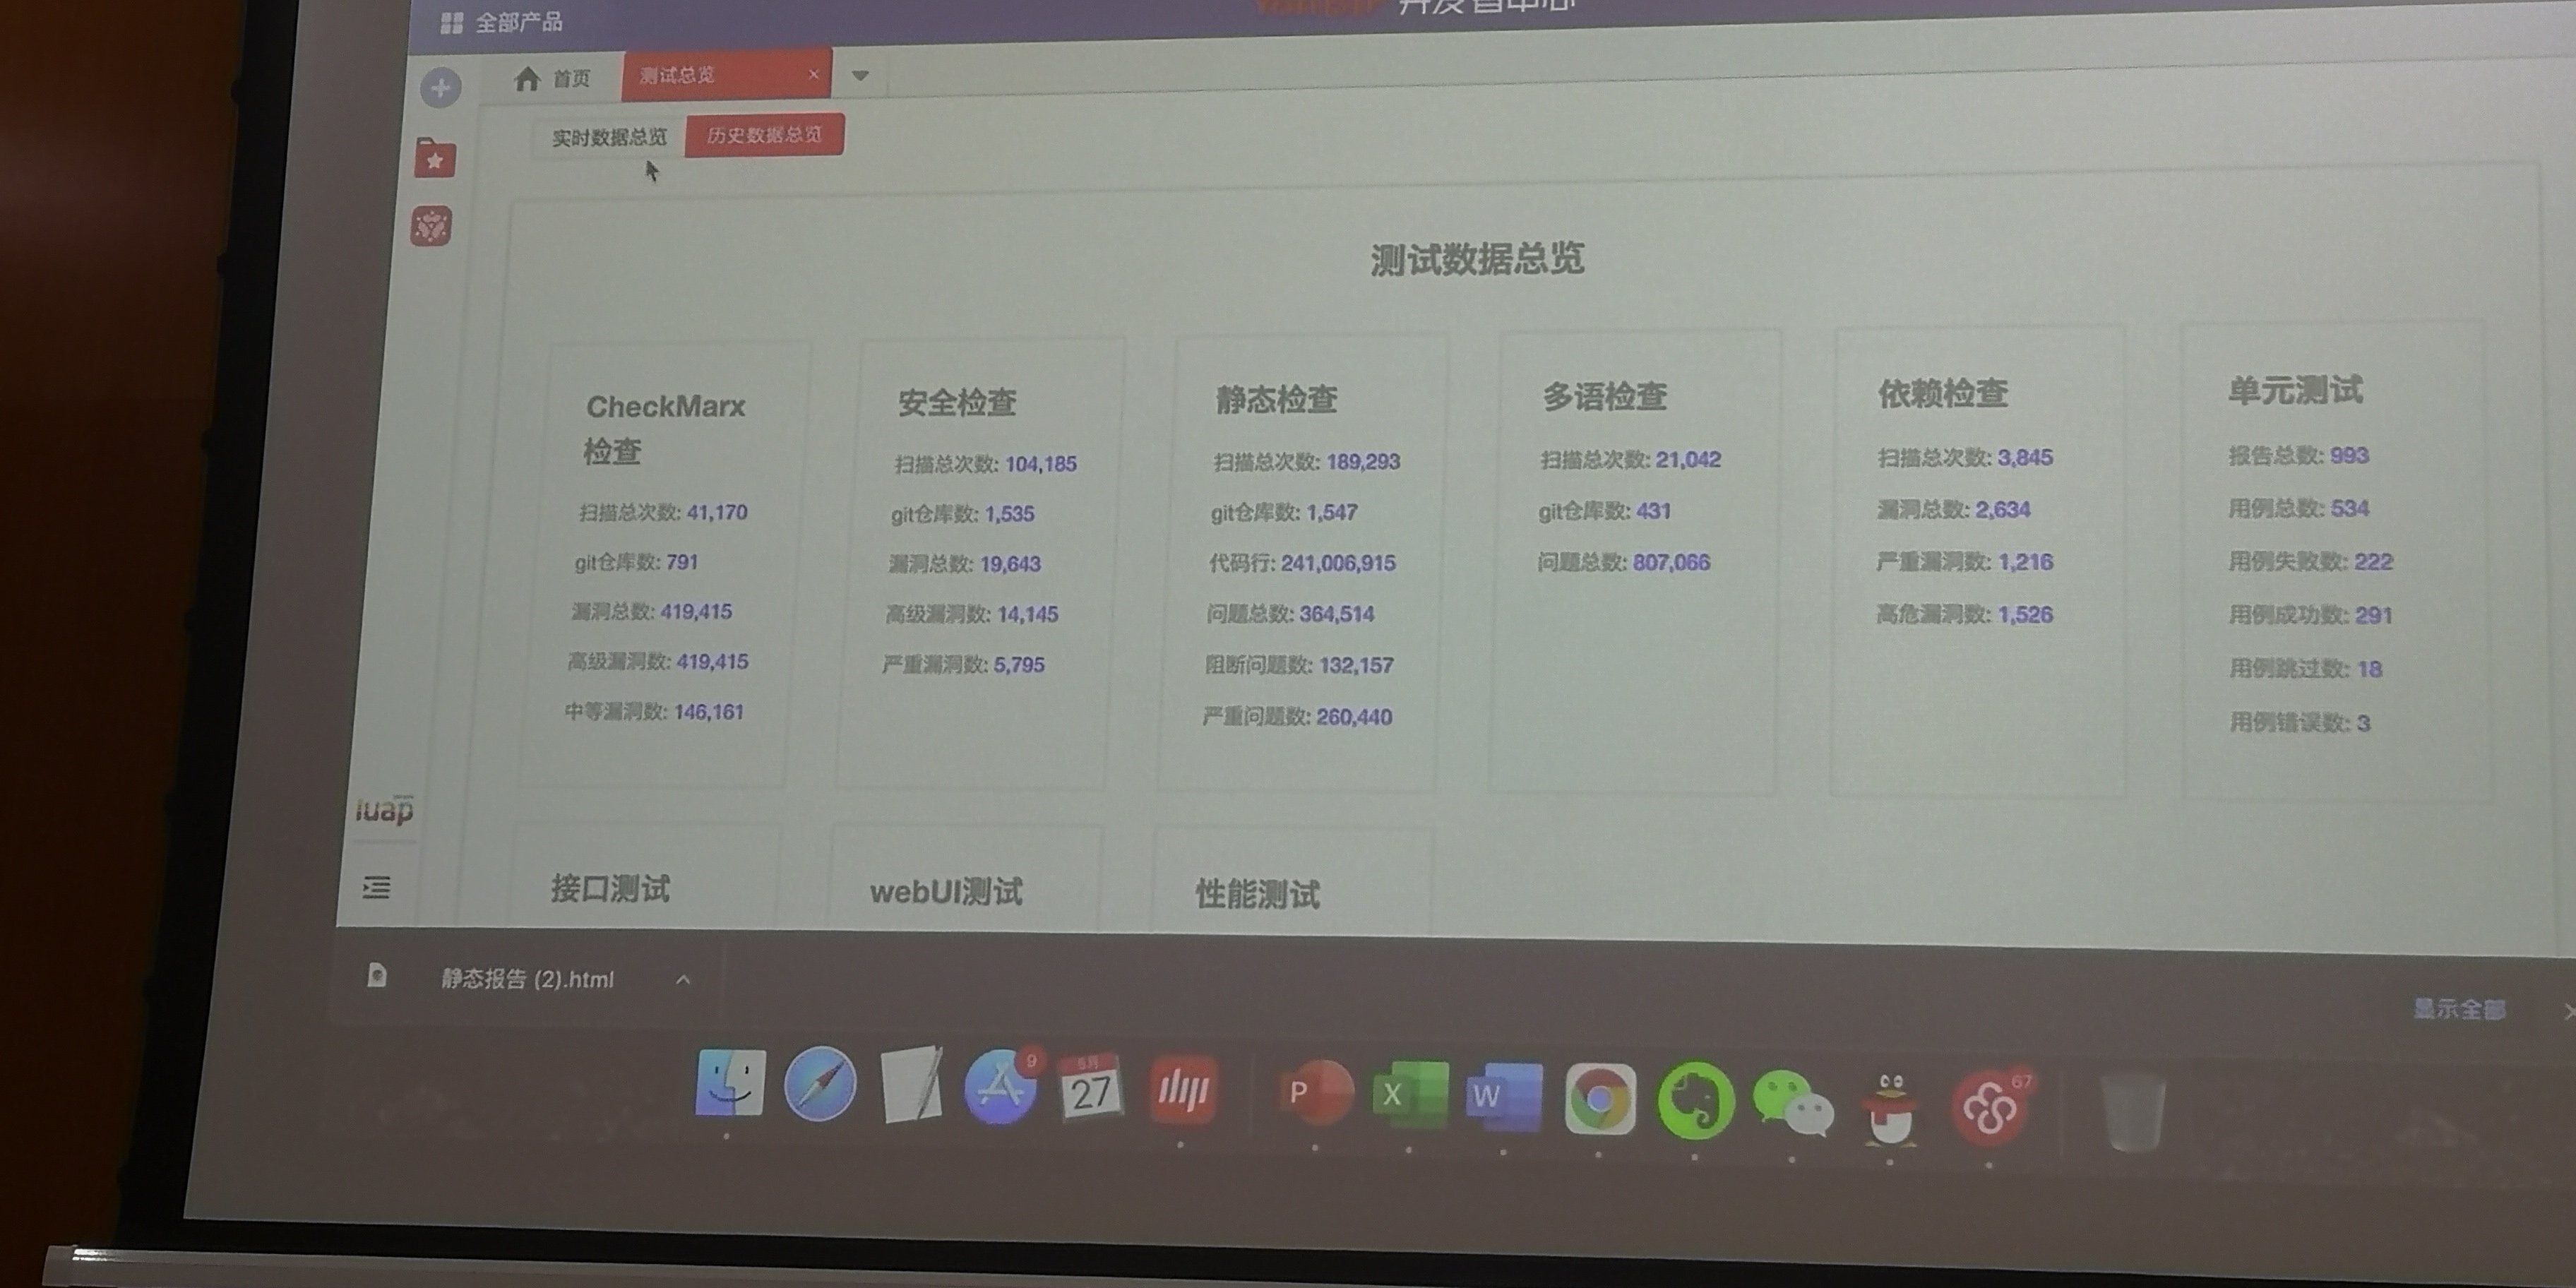 全部产品
开发者中心
首页
测试总览
实时数据总览
历史数据总览
测试数据总览
CheckMarx
检查
扫描总次数: 41,170
git仓库数: 791
漏洞总数: 419,415
高级漏洞数: 419,415
中等漏洞数: 146,161
安全检查
扫描总次数: 104,185
git仓库数: 1,535
漏洞总数: 19,643
高级漏洞数: 14,145
严重漏洞数: 5,795
静态检查
扫描总次数: 189,293
git仓库数: 1,547
代码行: 241,006,915
问题总数: 364,514
阻断问题数: 132,157
严重问题数: 260,440
多语检查
扫描总次数: 21,042
git仓库数: 431
问题总数: 807,066
依赖检查
扫描总次数: 3,845
漏洞总数: 2,634
严重漏洞数: 1,216
高危漏洞数: 1,526
单元测试
报告总数: 993
用例总数: 534
用例失败数: 222
用例成功数: 291
用例跳过数: 18
用例错误数: 3
iuap
接口测试
webUI测试
性能测试
静态报告 (2).html
显示全部
9
5月
27
P
X
W
67